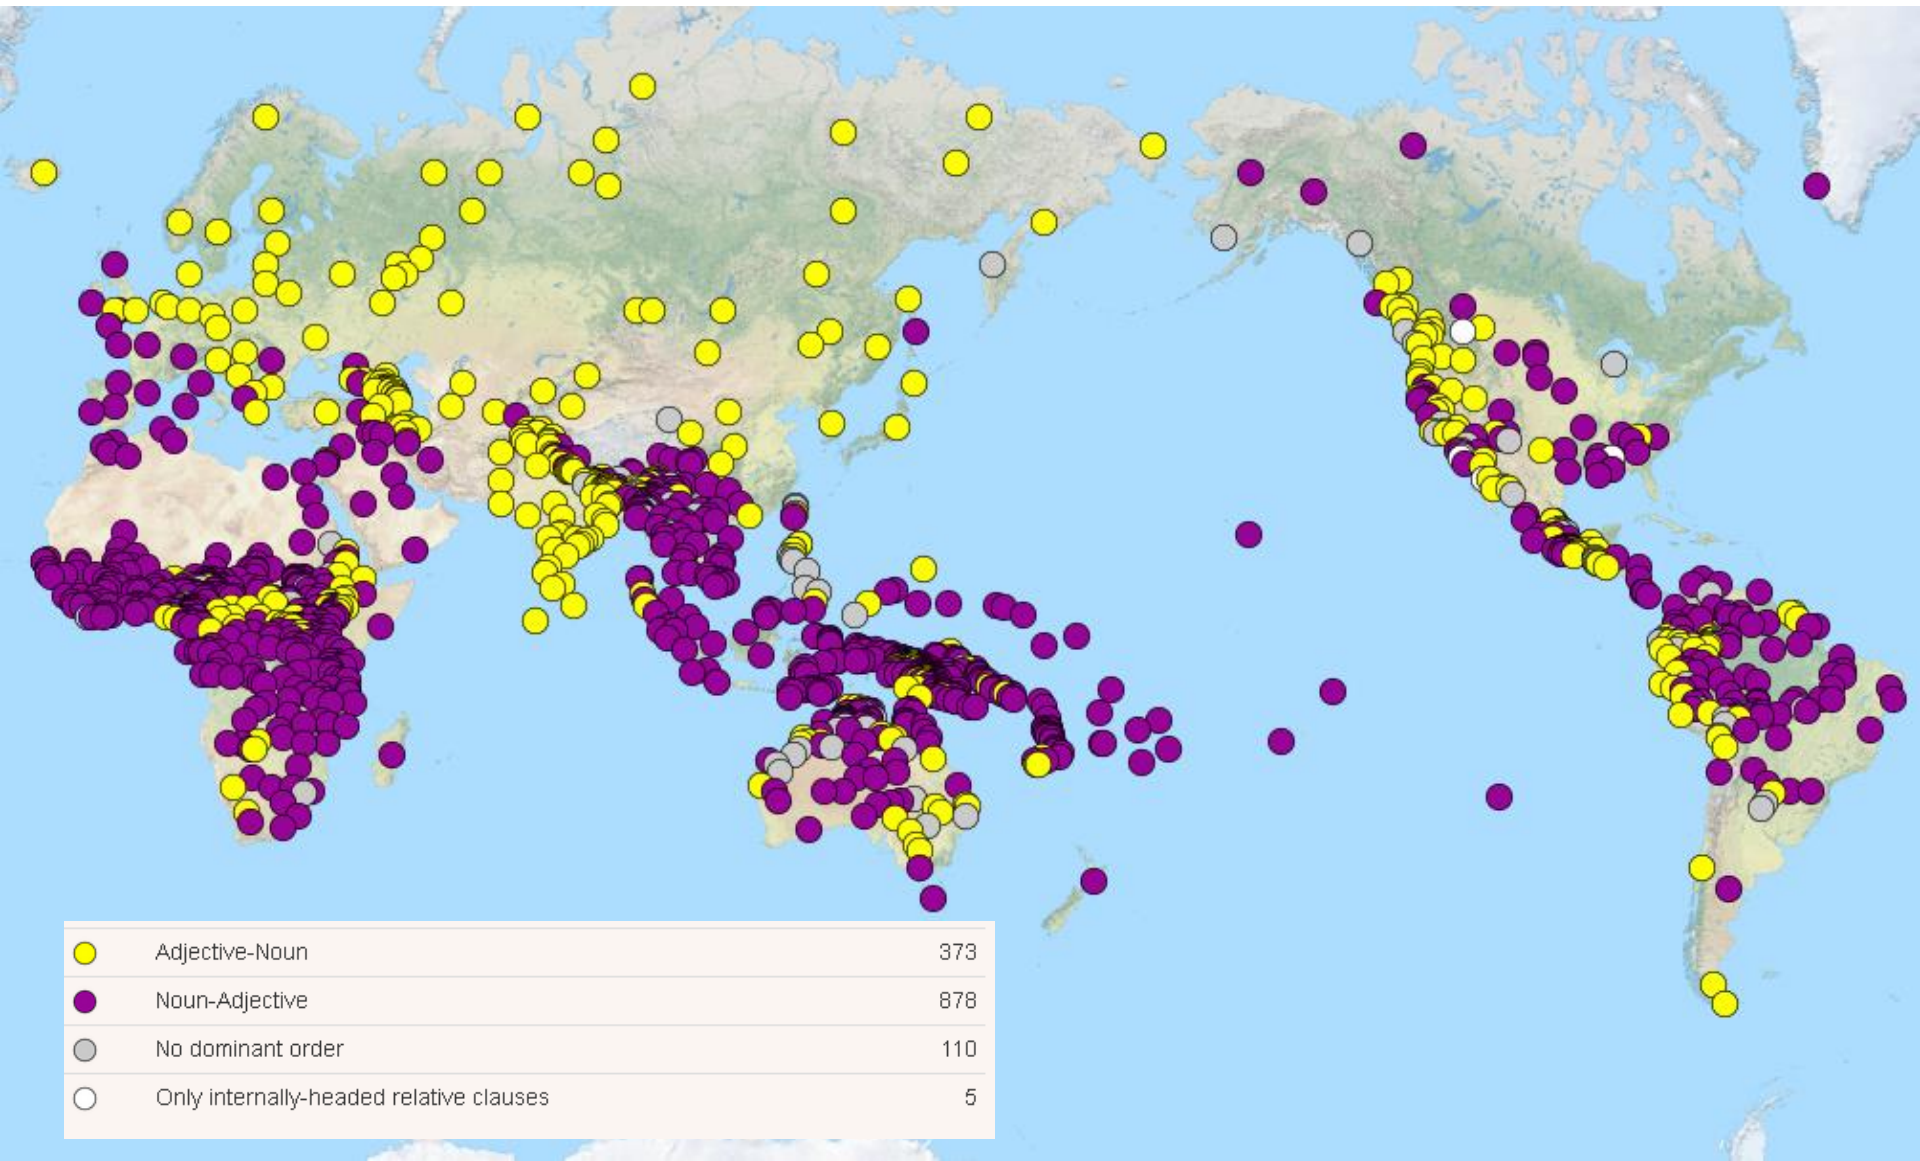 Adjective-Noun 373
Noun-Adjective 878
No dominant order 110
Only internally-headed relative clauses 5